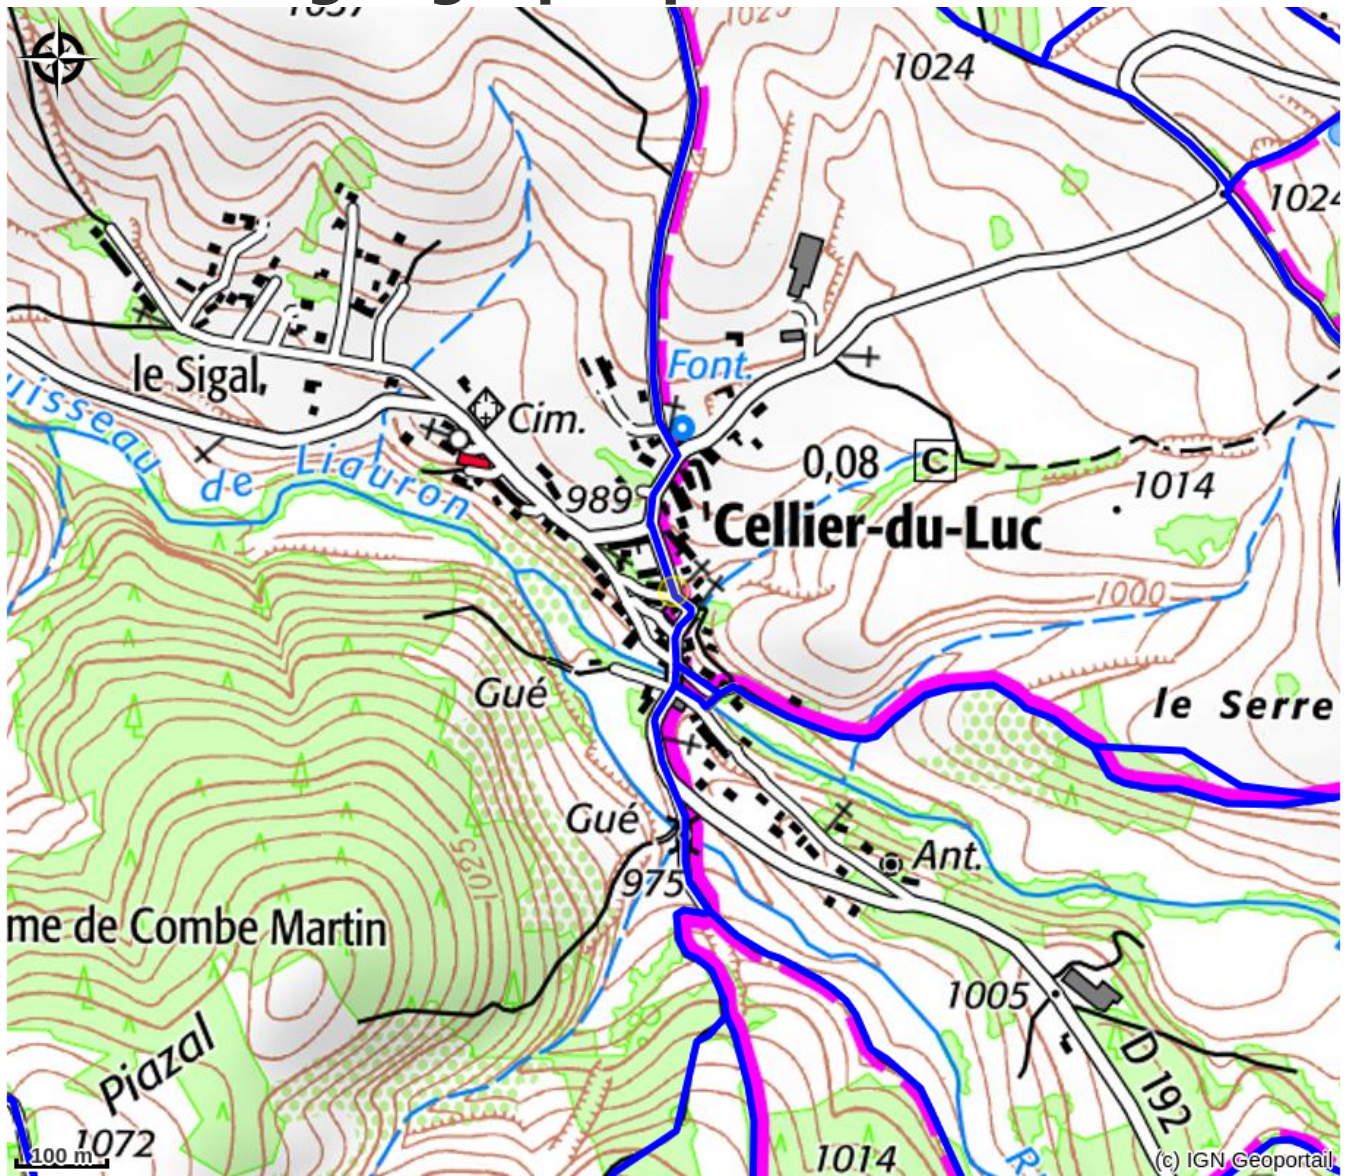 1024
1024
le Sigal
Font.
Cim.
0,08
C
uisseau de Liauron
989
1014
Cellier-du-Luc
1000
Gué
le Serre
Gué
1025
Ant.
975
me de Combe Martin
1005
Piazal
D 192
1072
1014
100 m
(c) IGN Geoportail